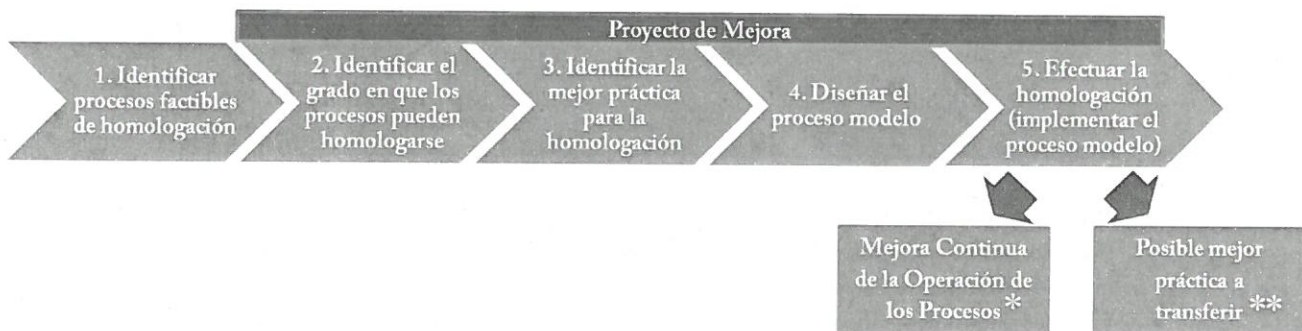 Proyecto de Mejora
1. Identificar
procesos factibles
de homologación
2. Identificar el
grado en que los
procesos pueden
homologarse
3. Identificar la
mejor práctica
para la
homologación
4. Diseñar el
proceso modelo
5. Efectuar la
homologación
(implementar el
proceso modelo)
Mejora Continua
de la Operación de
los Procesos *
Posible mejor
práctica a
transferir **